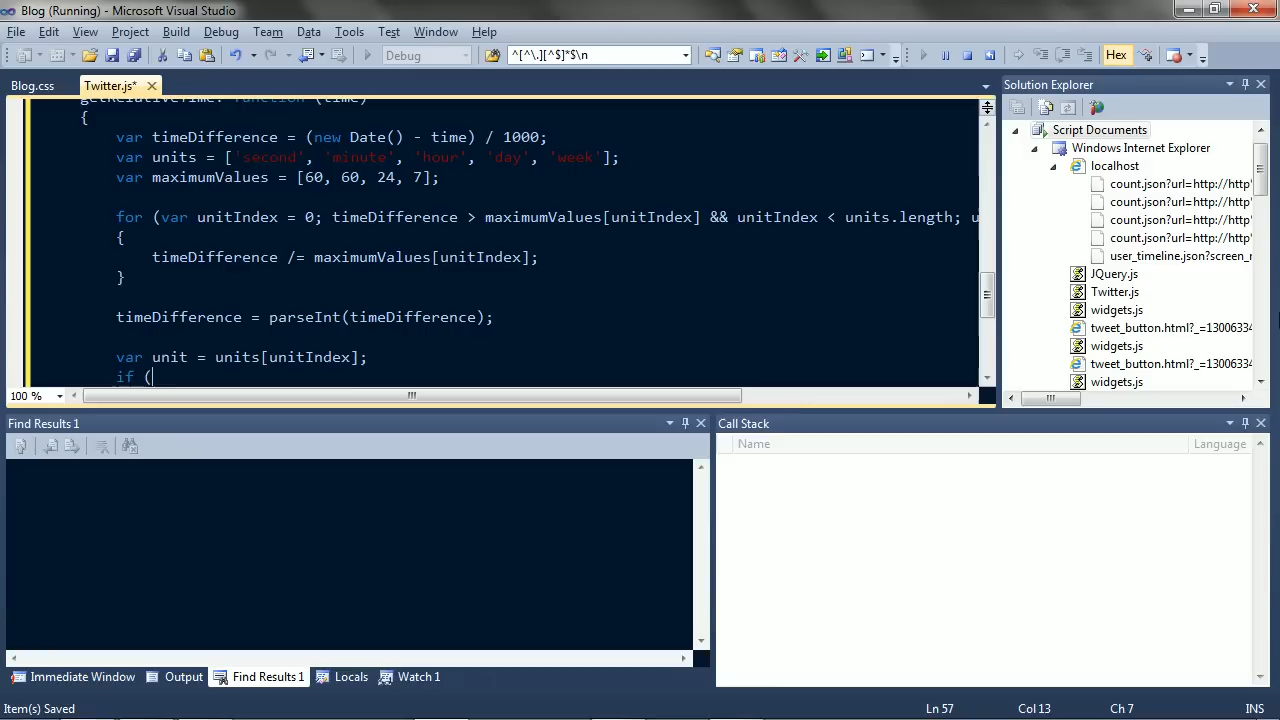 Blog (Running) - Microsoft Visual Studio
File Edit View Project Build Debug Team Data Tools Test Window Help
Debug ^[^\.][^$]*$\n Hex
Blog.css Twitter.js*
getRelativeTime: function (time)
{
var timeDifference = (new Date() - time) / 1000;
var units = ['second', 'minute', 'hour', 'day', 'week'];
var maximumValues = [60, 60, 24, 7];
for (var unitIndex = 0; timeDifference > maximumValues[unitIndex] && unitIndex < units.length; u
{
timeDifference /= maximumValues[unitIndex];
}
timeDifference = parseInt(timeDifference);
var unit = units[unitIndex];
if (
100 %
Solution Explorer
Script Documents
Windows Internet Explorer
localhost
count.json?url=http://http'
count.json?url=http://http'
count.json?url=http://http'
count.json?url=http://http'
user_timeline.json?screen_r
JQuery.js
Twitter.js
widgets.js
tweet_button.html?_=13006334
widgets.js
tweet_button.html?_=13006334
widgets.js
Find Results 1
Call Stack
Name Language
Immediate Window Output Find Results 1 Locals Watch 1
Item(s) Saved Ln 57 Col 13 Ch 7 INS